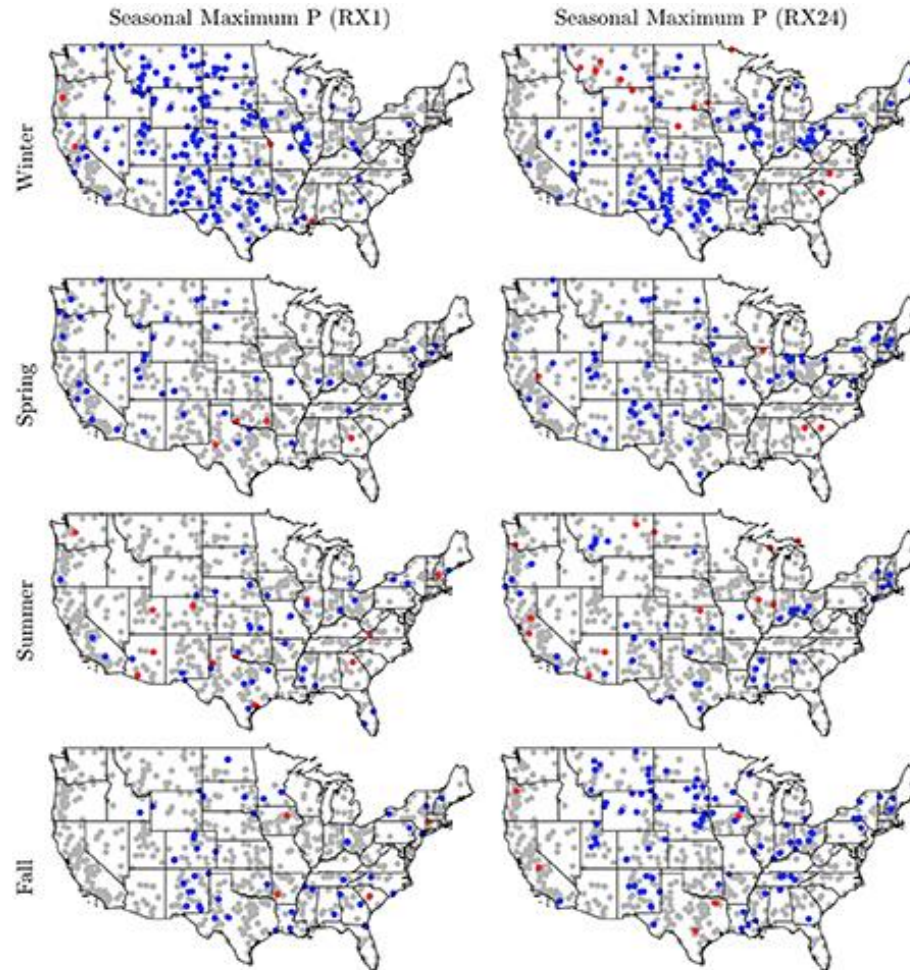 Seasonal Maximum P (RX1)
Seasonal Maximum P (RX24)
Winter
Spring
Summer
Fall